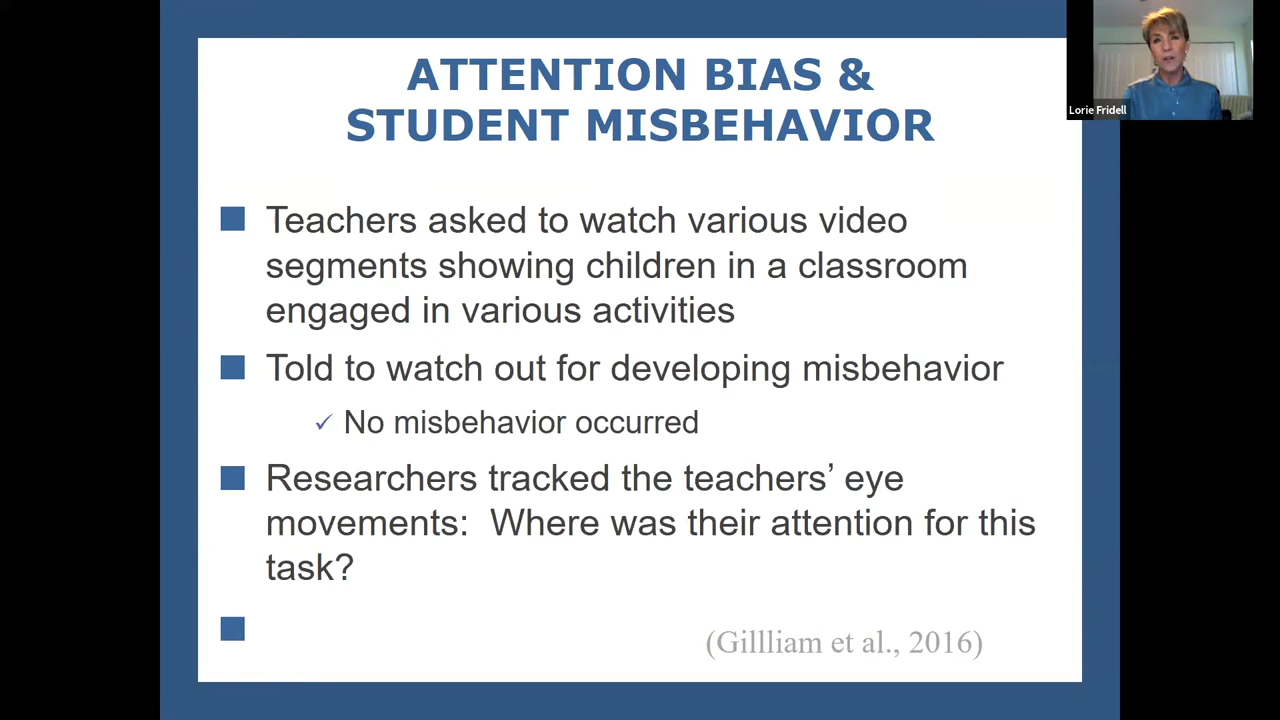 ATTENTION BIAS &
STUDENT MISBEHAVIOR
Lorie Fridell
Teachers asked to watch various video
segments showing children in a classroom
engaged in various activities
Told to watch out for developing misbehavior
✓ No misbehavior occurred
Researchers tracked the teachers’ eye
movements:  Where was their attention for this
task?
(Gillliam et al., 2016)